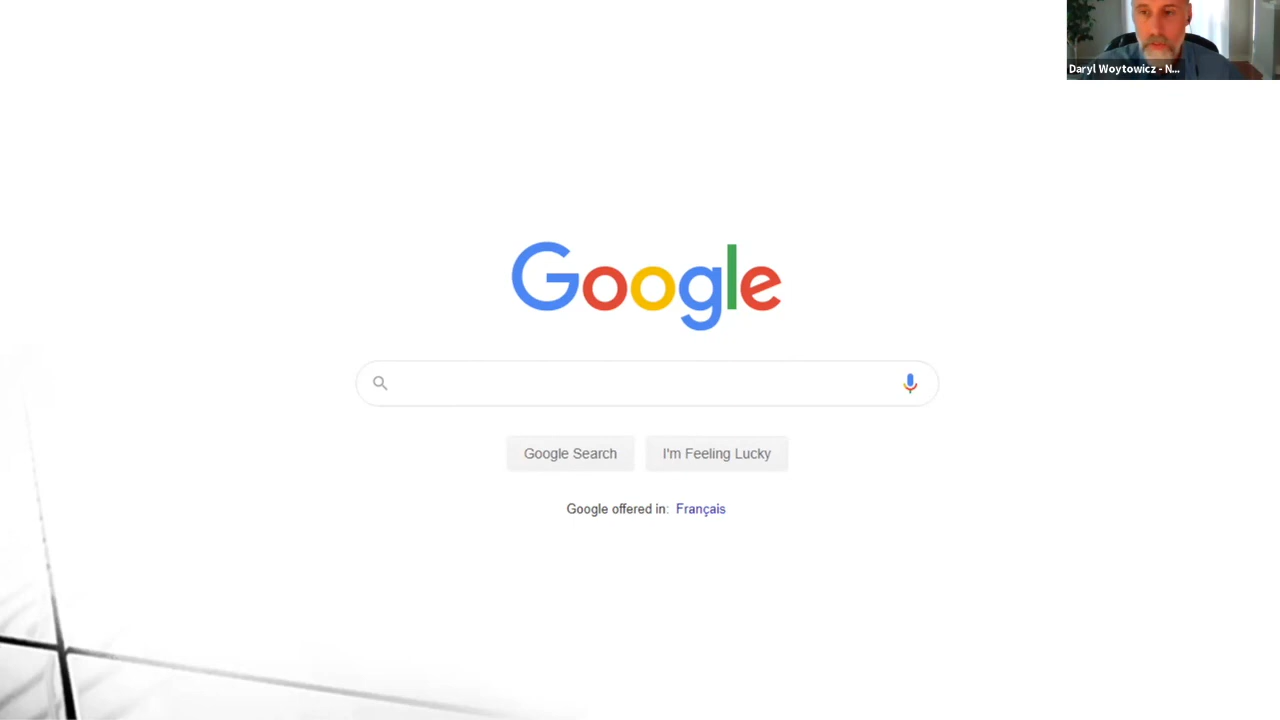 Daryl Woytowicz - N...
Google
Google Search
I'm Feeling Lucky
Google offered in: Français